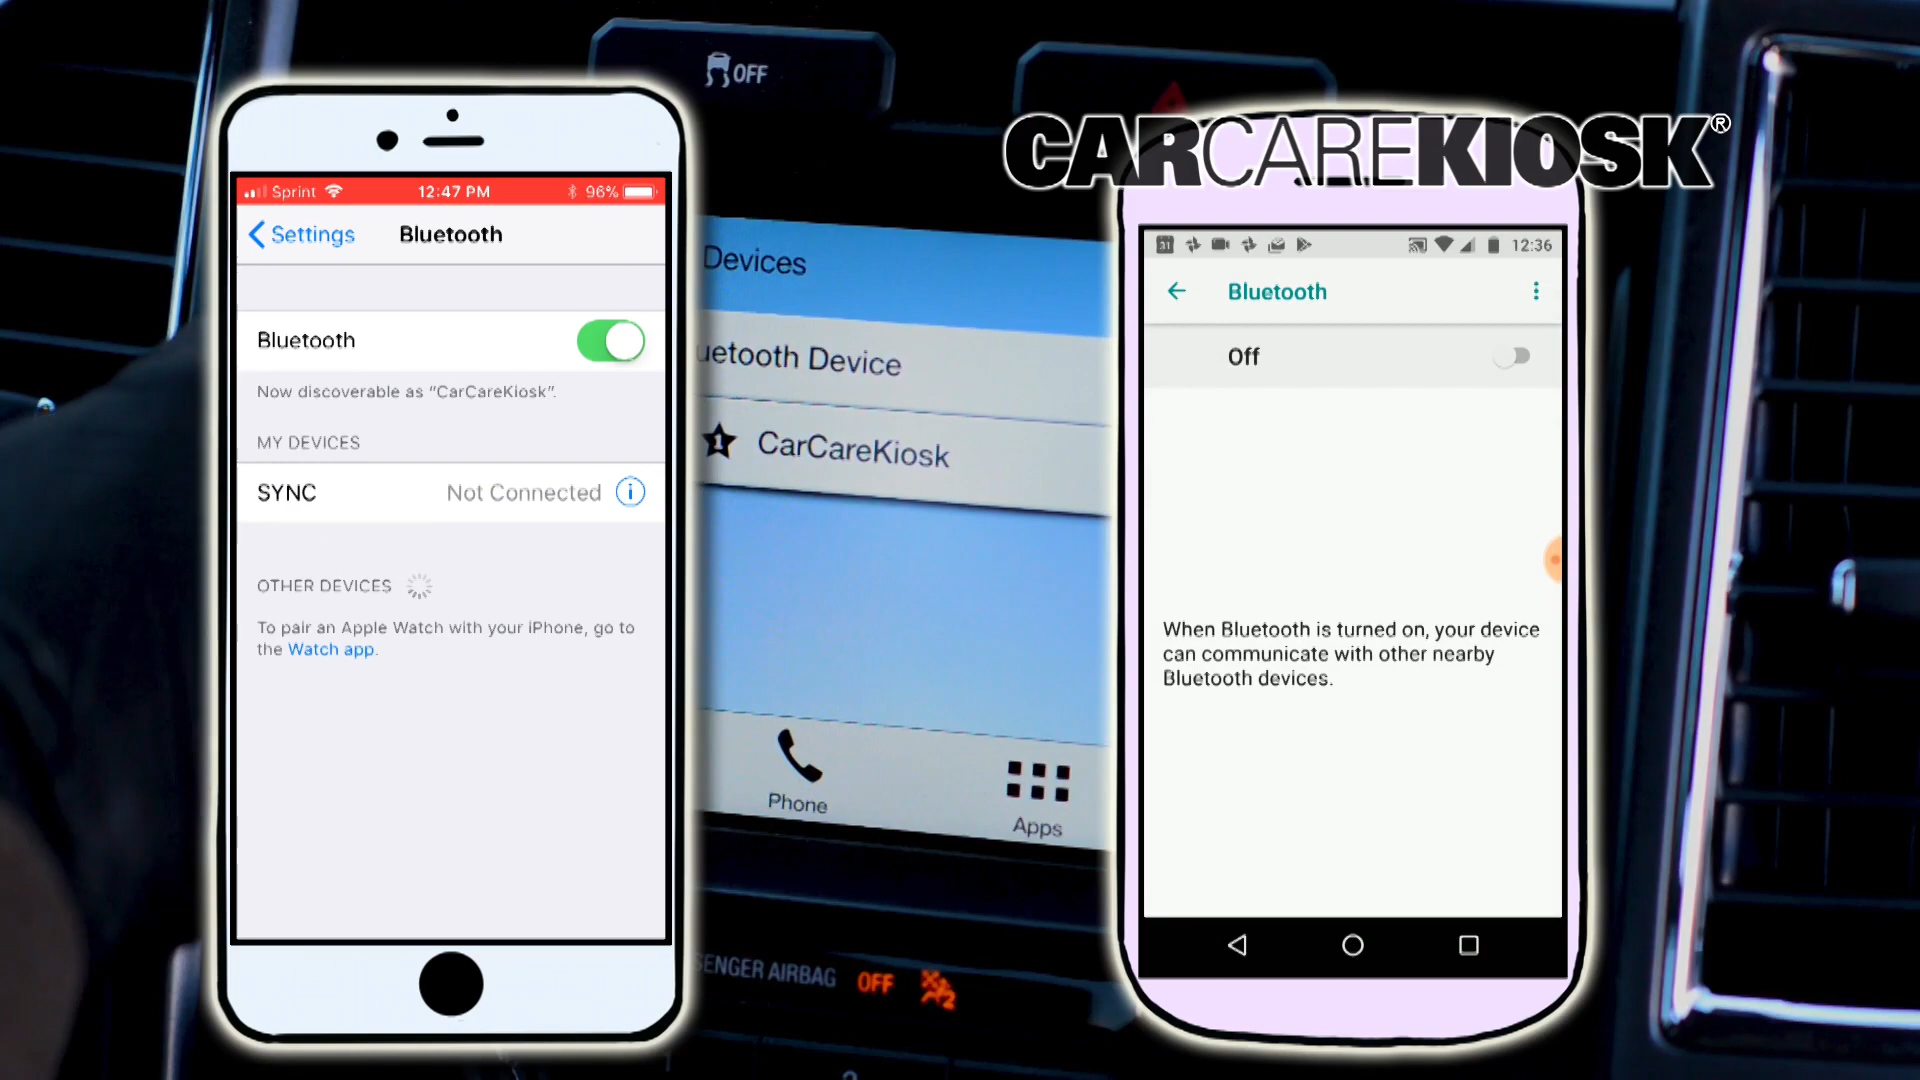 OFF
CARCAREKIOSK®
Sprint 12:47 PM 96%
Settings Bluetooth
Bluetooth
Now discoverable as “CarCareKiosk”.
MY DEVICES
SYNC Not Connected
OTHER DEVICES
To pair an Apple Watch with your iPhone, go to
the Watch app.
Devices
Device
1 CarCareKiosk
Phone
Apps
AIRBAG OFF
2
31 12:36
Bluetooth
Off
When Bluetooth is turned on, your device
can communicate with other nearby
Bluetooth devices.